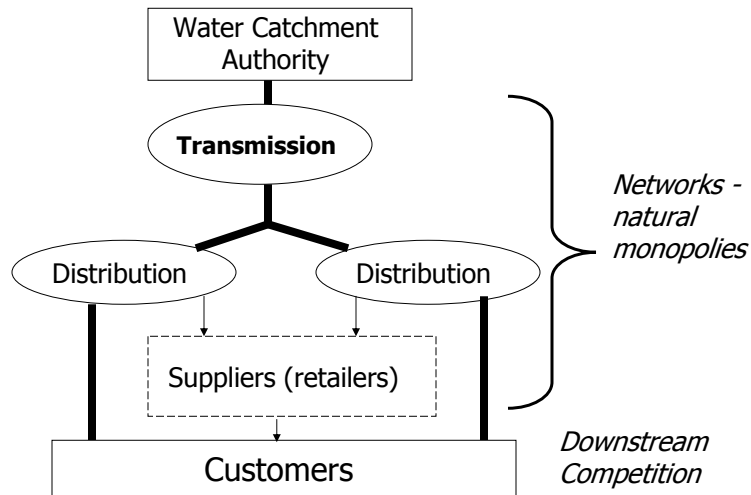 Water Catchment
Authority
Transmission
Networks -
natural
monopolies
Distribution
Distribution
Suppliers (retailers)
Customers
Downstream
Competition